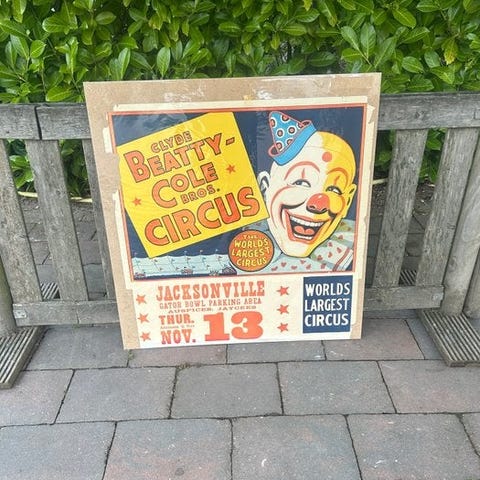 CLYDE
BEATTY-
COLE
BROS.
CIRCUS
THE
WORLD'S
LARGEST
CIRCUS
JACKSONVILLE
GATOR BOWL PARKING AREA
AUSPICES, JAYCEES
THUR.
NOV. 13
WORLDS
LARGEST
CIRCUS